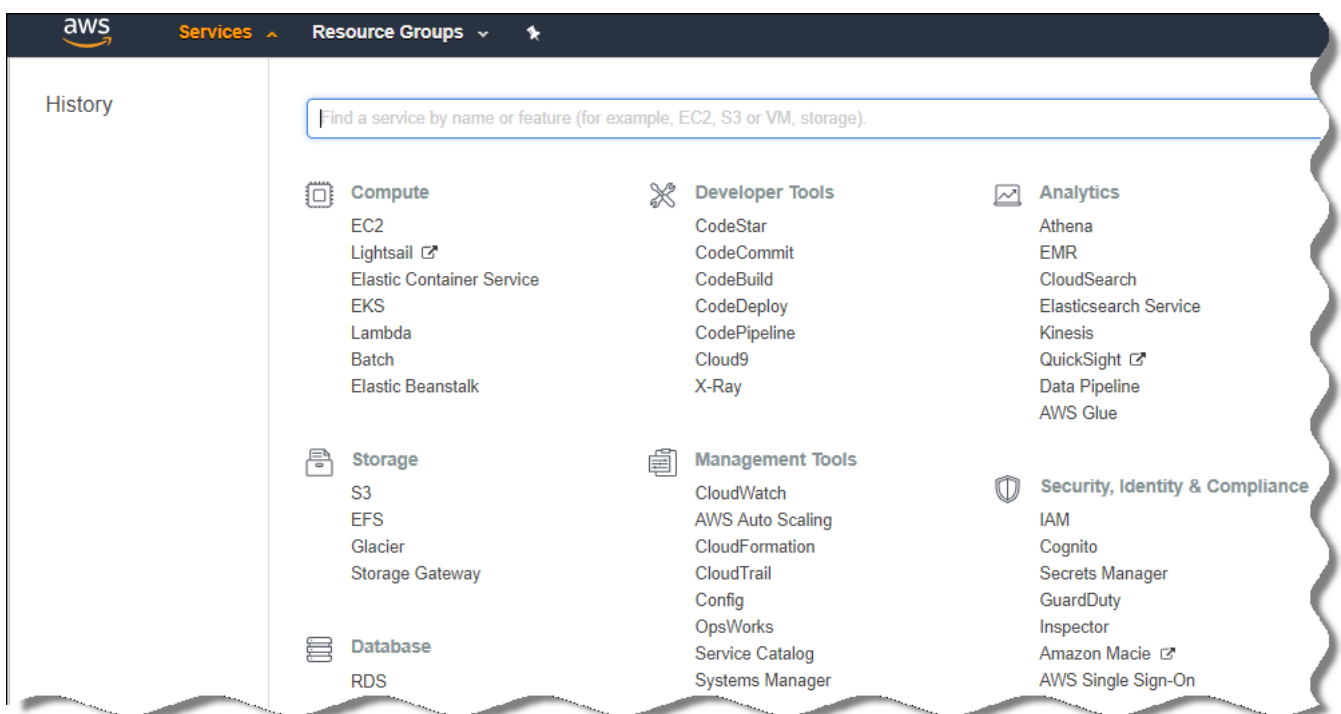 aws Services Resource Groups
History
Find a service by name or feature (for example, EC2, S3 or VM, storage).
Compute
EC2
Lightsail
Elastic Container Service
EKS
Lambda
Batch
Elastic Beanstalk
Storage
S3
EFS
Glacier
Storage Gateway
Database
RDS
Developer Tools
CodeStar
CodeCommit
CodeBuild
CodeDeploy
CodePipeline
Cloud9
X-Ray
Management Tools
CloudWatch
AWS Auto Scaling
CloudFormation
CloudTrail
Config
OpsWorks
Service Catalog
Systems Manager
Analytics
Athena
EMR
CloudSearch
Elasticsearch Service
Kinesis
QuickSight
Data Pipeline
AWS Glue
Security, Identity & Compliance
IAM
Cognito
Secrets Manager
GuardDuty
Inspector
Amazon Macie
AWS Single Sign-On